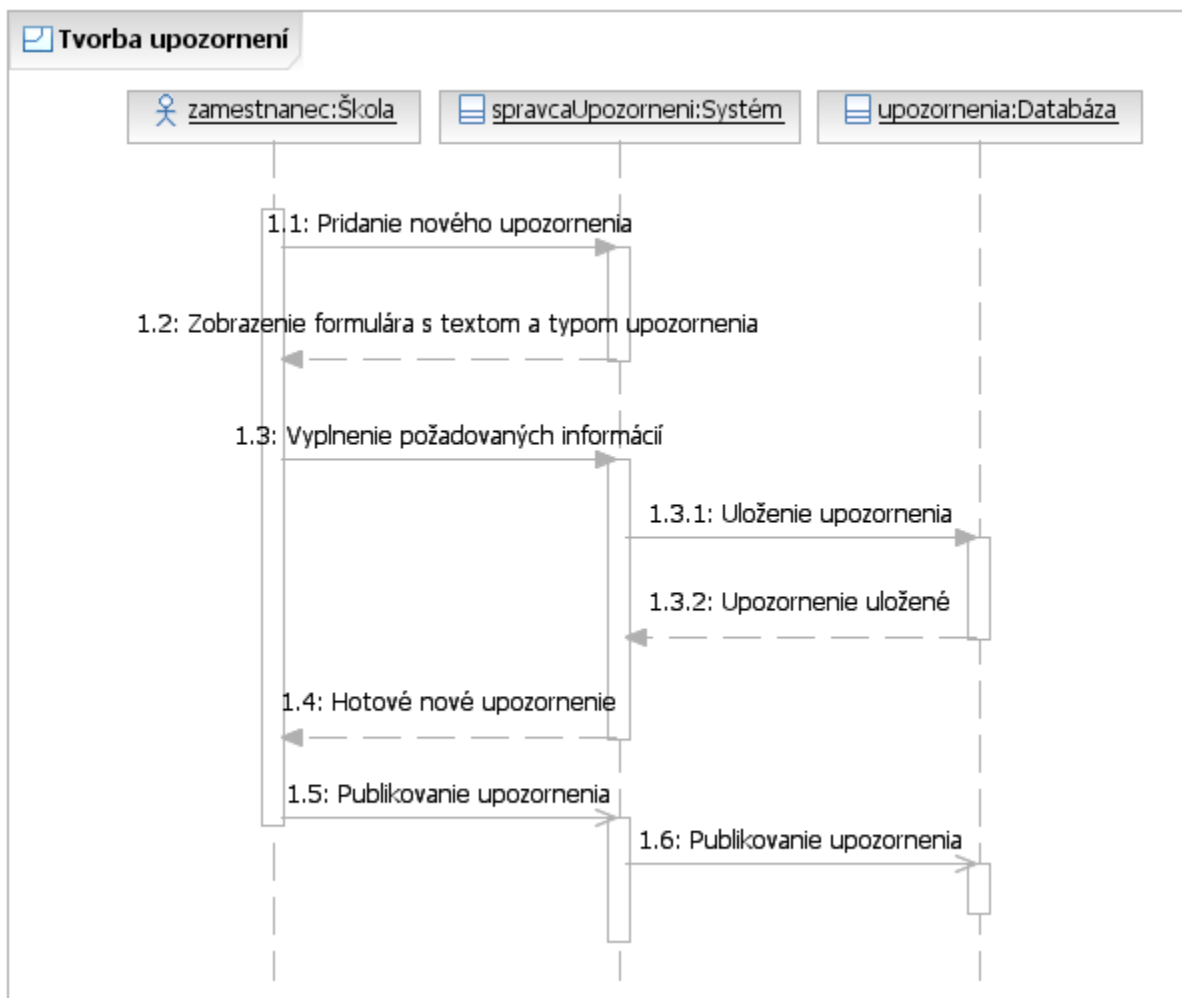 Tvorba upozornení
zamestnanec:Škola
spravcaUpozorneni:Systém
upozornenia:Databáza
1.1: Pridanie nového upozornenia
1.2: Zobrazenie formulára s textom a typom upozornenia
1.3: Vyplnenie požadovaných informácií
1.3.1: Uloženie upozornenia
1.3.2: Upozornenie uložené
1.4: Hotové nové upozornenie
1.5: Publikovanie upozornenia
1.6: Publikovanie upozornenia